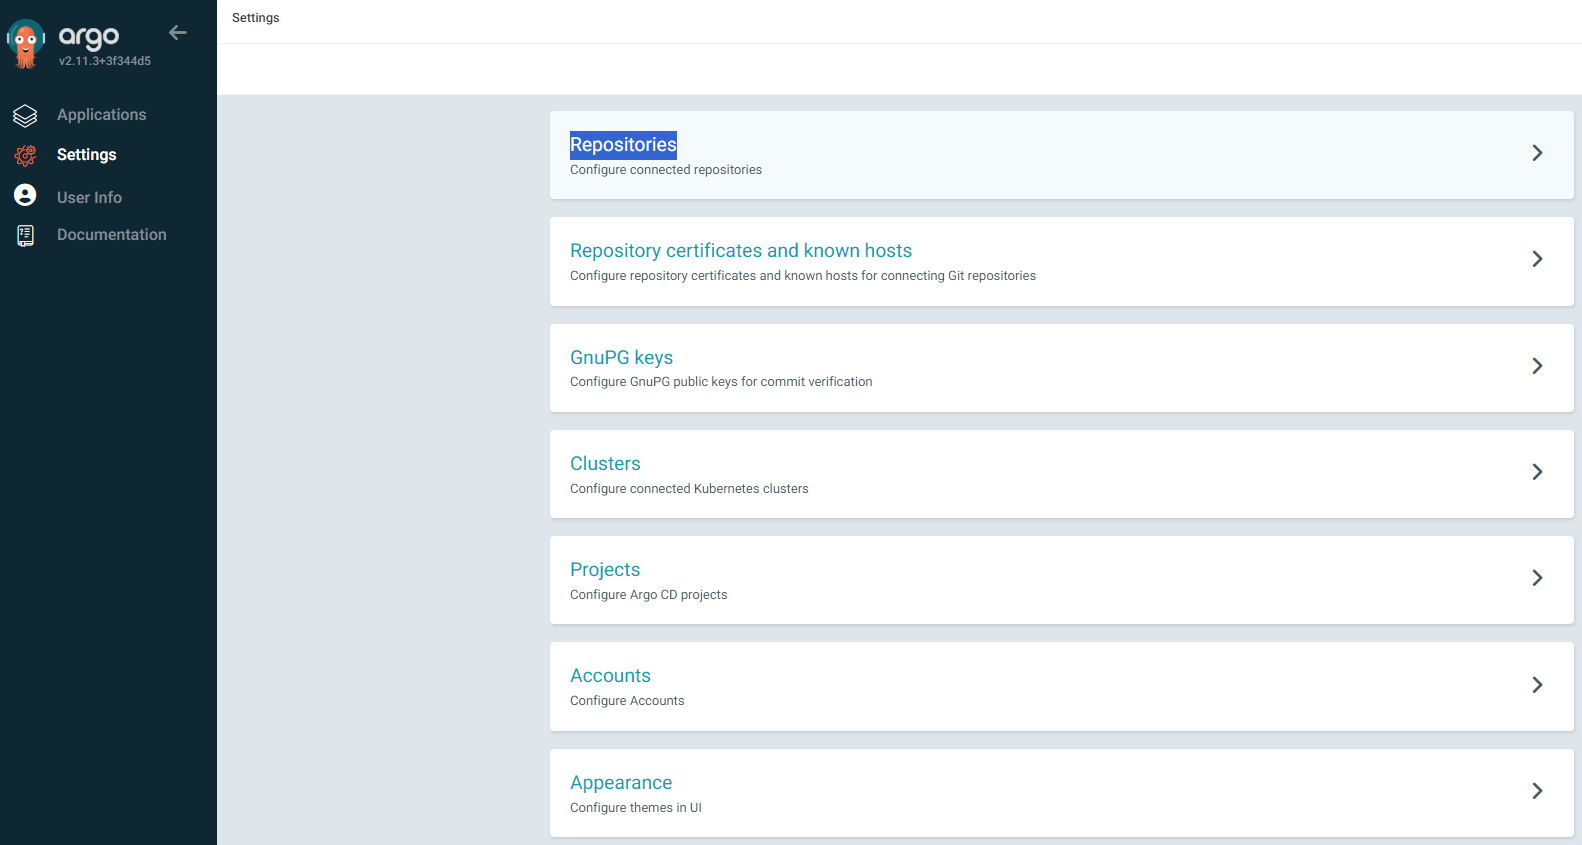 argo
v2.11.3+3f344d5
Applications
Settings
User Info
Documentation
Settings
Repositories
Configure connected repositories
Repository certificates and known hosts
Configure repository certificates and known hosts for connecting Git repositories
GnuPG keys
Configure GnuPG public keys for commit verification
Clusters
Configure connected Kubernetes clusters
Projects
Configure Argo CD projects
Accounts
Configure Accounts
Appearance
Configure themes in UI